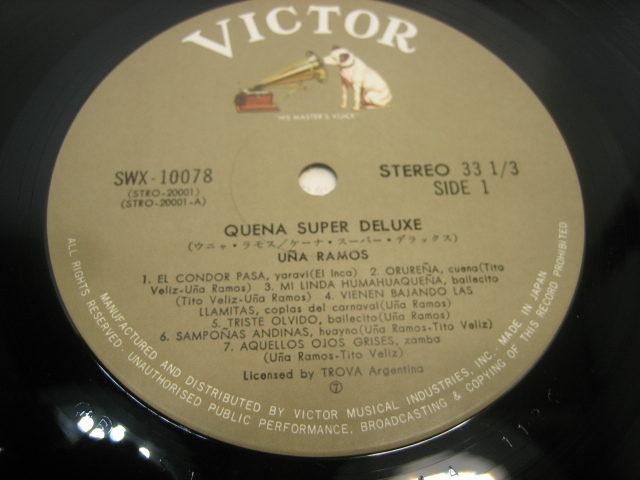 VICTOR
"HIS MASTER'S VOICE"
SWX-10078
(STRO-20001)
(STRO-20001-A)
STEREO 33 1/3
SIDE 1
QUENA SUPER DELUXE
(ウニャ・ラモス/ケーナ・スーパー・デラックス)
UÑA RAMOS
1. EL CONDOR PASA, yaravi(El Inca) 2. ORUREÑA, cueca(Tito
Veliz-Uña Ramos) 3. MI LINDA HUMAHUAQUEÑA, bailecito
(Tito Veliz-Uña Ramos) 4. VIENEN BAJANDO LAS
LLAMITAS, coplas del carnaval(Uña Ramos)
5. TRISTE OLVIDO, bailecito(Uña Ramos)
6. SAMPOÑAS ANDINAS, huayno(Uña Ramos-Tito Veliz)
7. AQUELLOS OJOS GRISES, zamba
(Uña Ramos-Tito Veliz)
Licensed by TROVA Argentina
7
MANUFACTURED AND DISTRIBUTED BY VICTOR MUSICAL INDUSTRIES, INC. MADE IN JAPAN
ALL RIGHTS RESERVED. UNAUTHORISED PUBLIC PERFORMANCE, BROADCASTING & COPYING OF THIS RECORD PROHIBITED